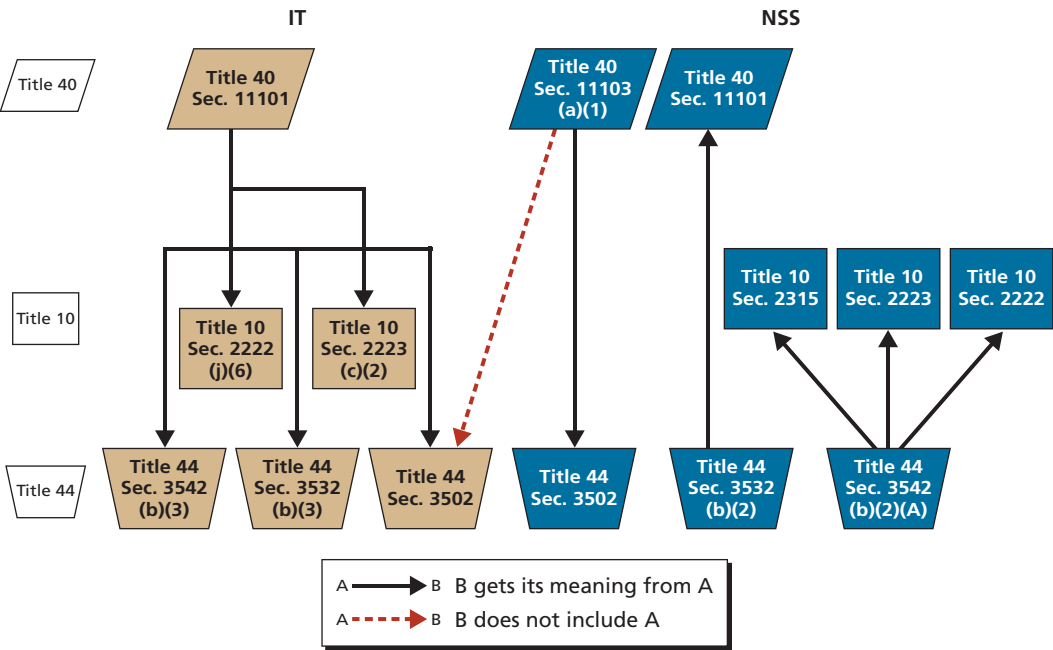 IT
NSS
Title 40
Title 40
Sec. 11101
Title 40
Sec. 11103
(a)(1)
Title 40
Sec. 11101
Title 10
Title 10
Sec. 2222
(j)(6)
Title 10
Sec. 2223
(c)(2)
Title 10
Sec. 2315
Title 10
Sec. 2223
Title 10
Sec. 2222
Title 44
Title 44
Sec. 3542
(b)(3)
Title 44
Sec. 3532
(b)(3)
Title 44
Sec. 3502
Title 44
Sec. 3502
Title 44
Sec. 3532
(b)(2)
Title 44
Sec. 3542
(b)(2)(A)
A B B gets its meaning from A
A B B does not include A